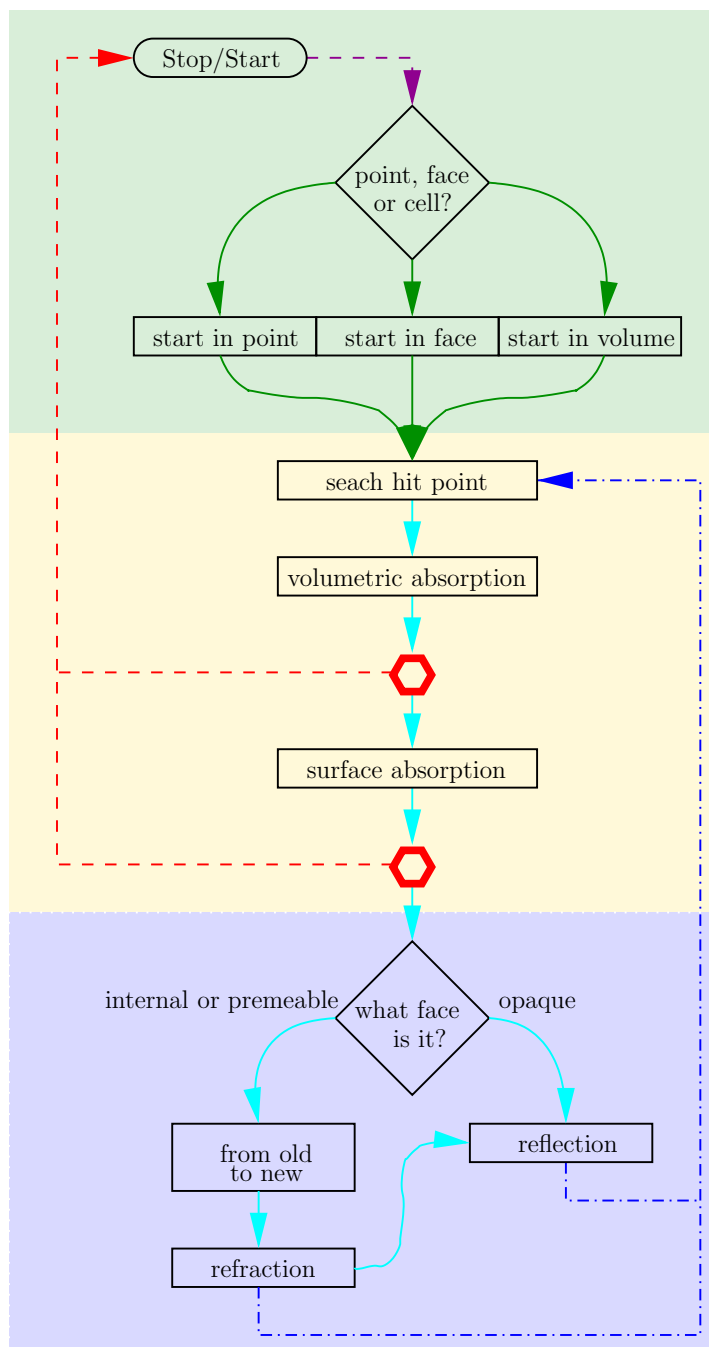 Stop/Start
point, face
or cell?
start in point
start in face
start in volume
seach hit point
volumetric absorption
surface absorption
internal or premeable
what face
is it?
opaque
from old
to new
reflection
refraction